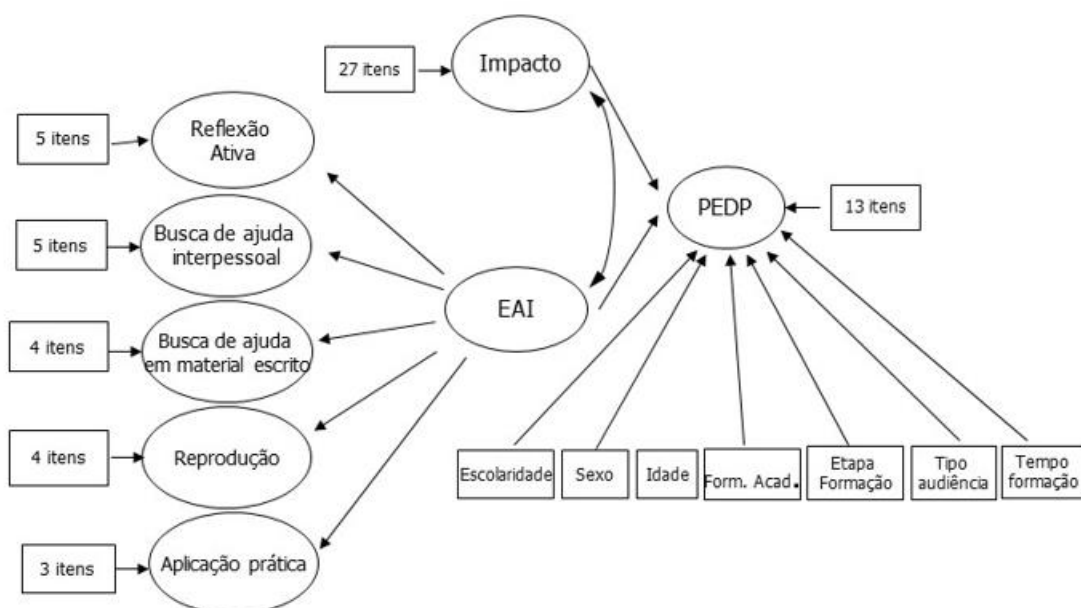 27 itens
Impacto
5 itens
Reflexão
Ativa
PEDP
13 itens
5 itens
Busca de ajuda
interpessoal
EAI
4 itens
Busca de ajuda
em material escrito
4 itens
Reprodução
Escolaridade
Sexo
Idade
Form. Acad.
Etapa
Formação
Tipo
audiência
Tempo
formação
3 itens
Aplicação prática